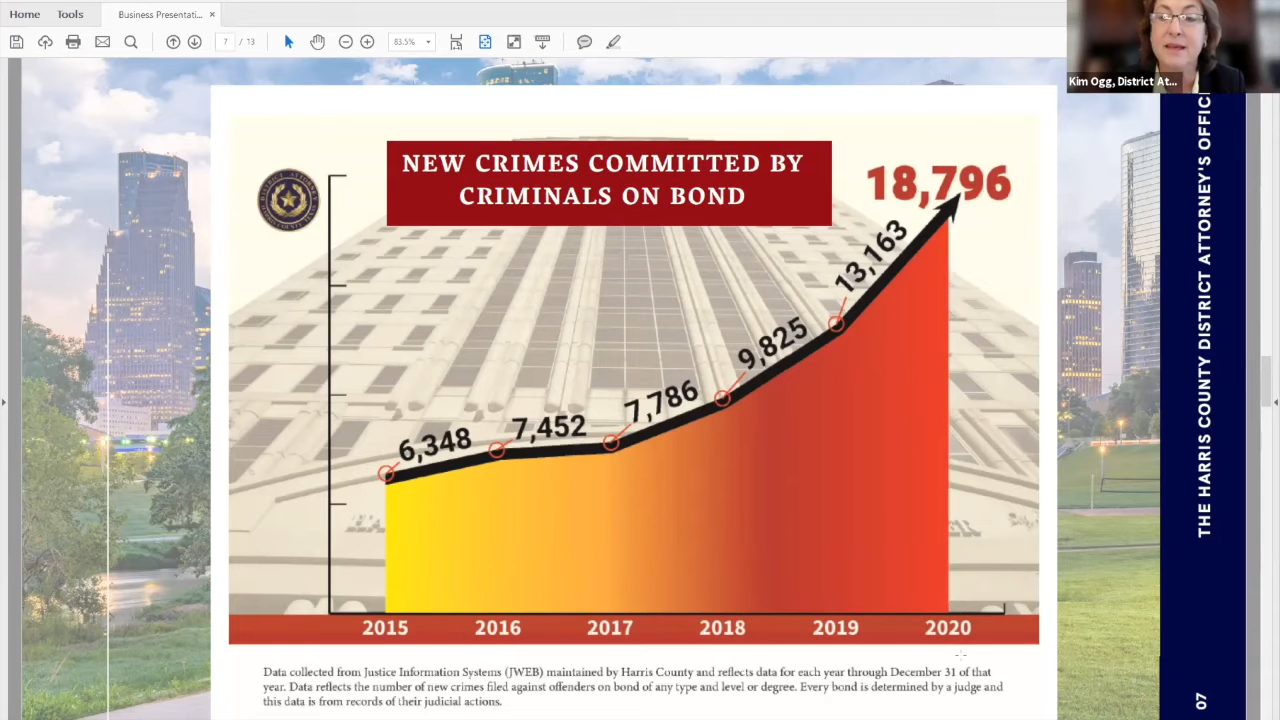 Home
Tools
Business Presentati... ×
7 / 13
83.5%
Kim Ogg, District At...
NEW CRIMES COMMITTED BY
CRIMINALS ON BOND
18,796
13,163
9,825
7,786
7,452
6,348
2015 2016 2017 2018 2019 2020
Data collected from Justice Information Systems (JWEB) maintained by Harris County and reflects data for each year through December 31 of that
year. Data reflects the number of new crimes filed against offenders on bond of any type and level or degree. Every bond is determined by a judge and
this data is from records of their judicial actions.
THE HARRIS COUNTY DISTRICT ATTORNEY'S OFFIC
07